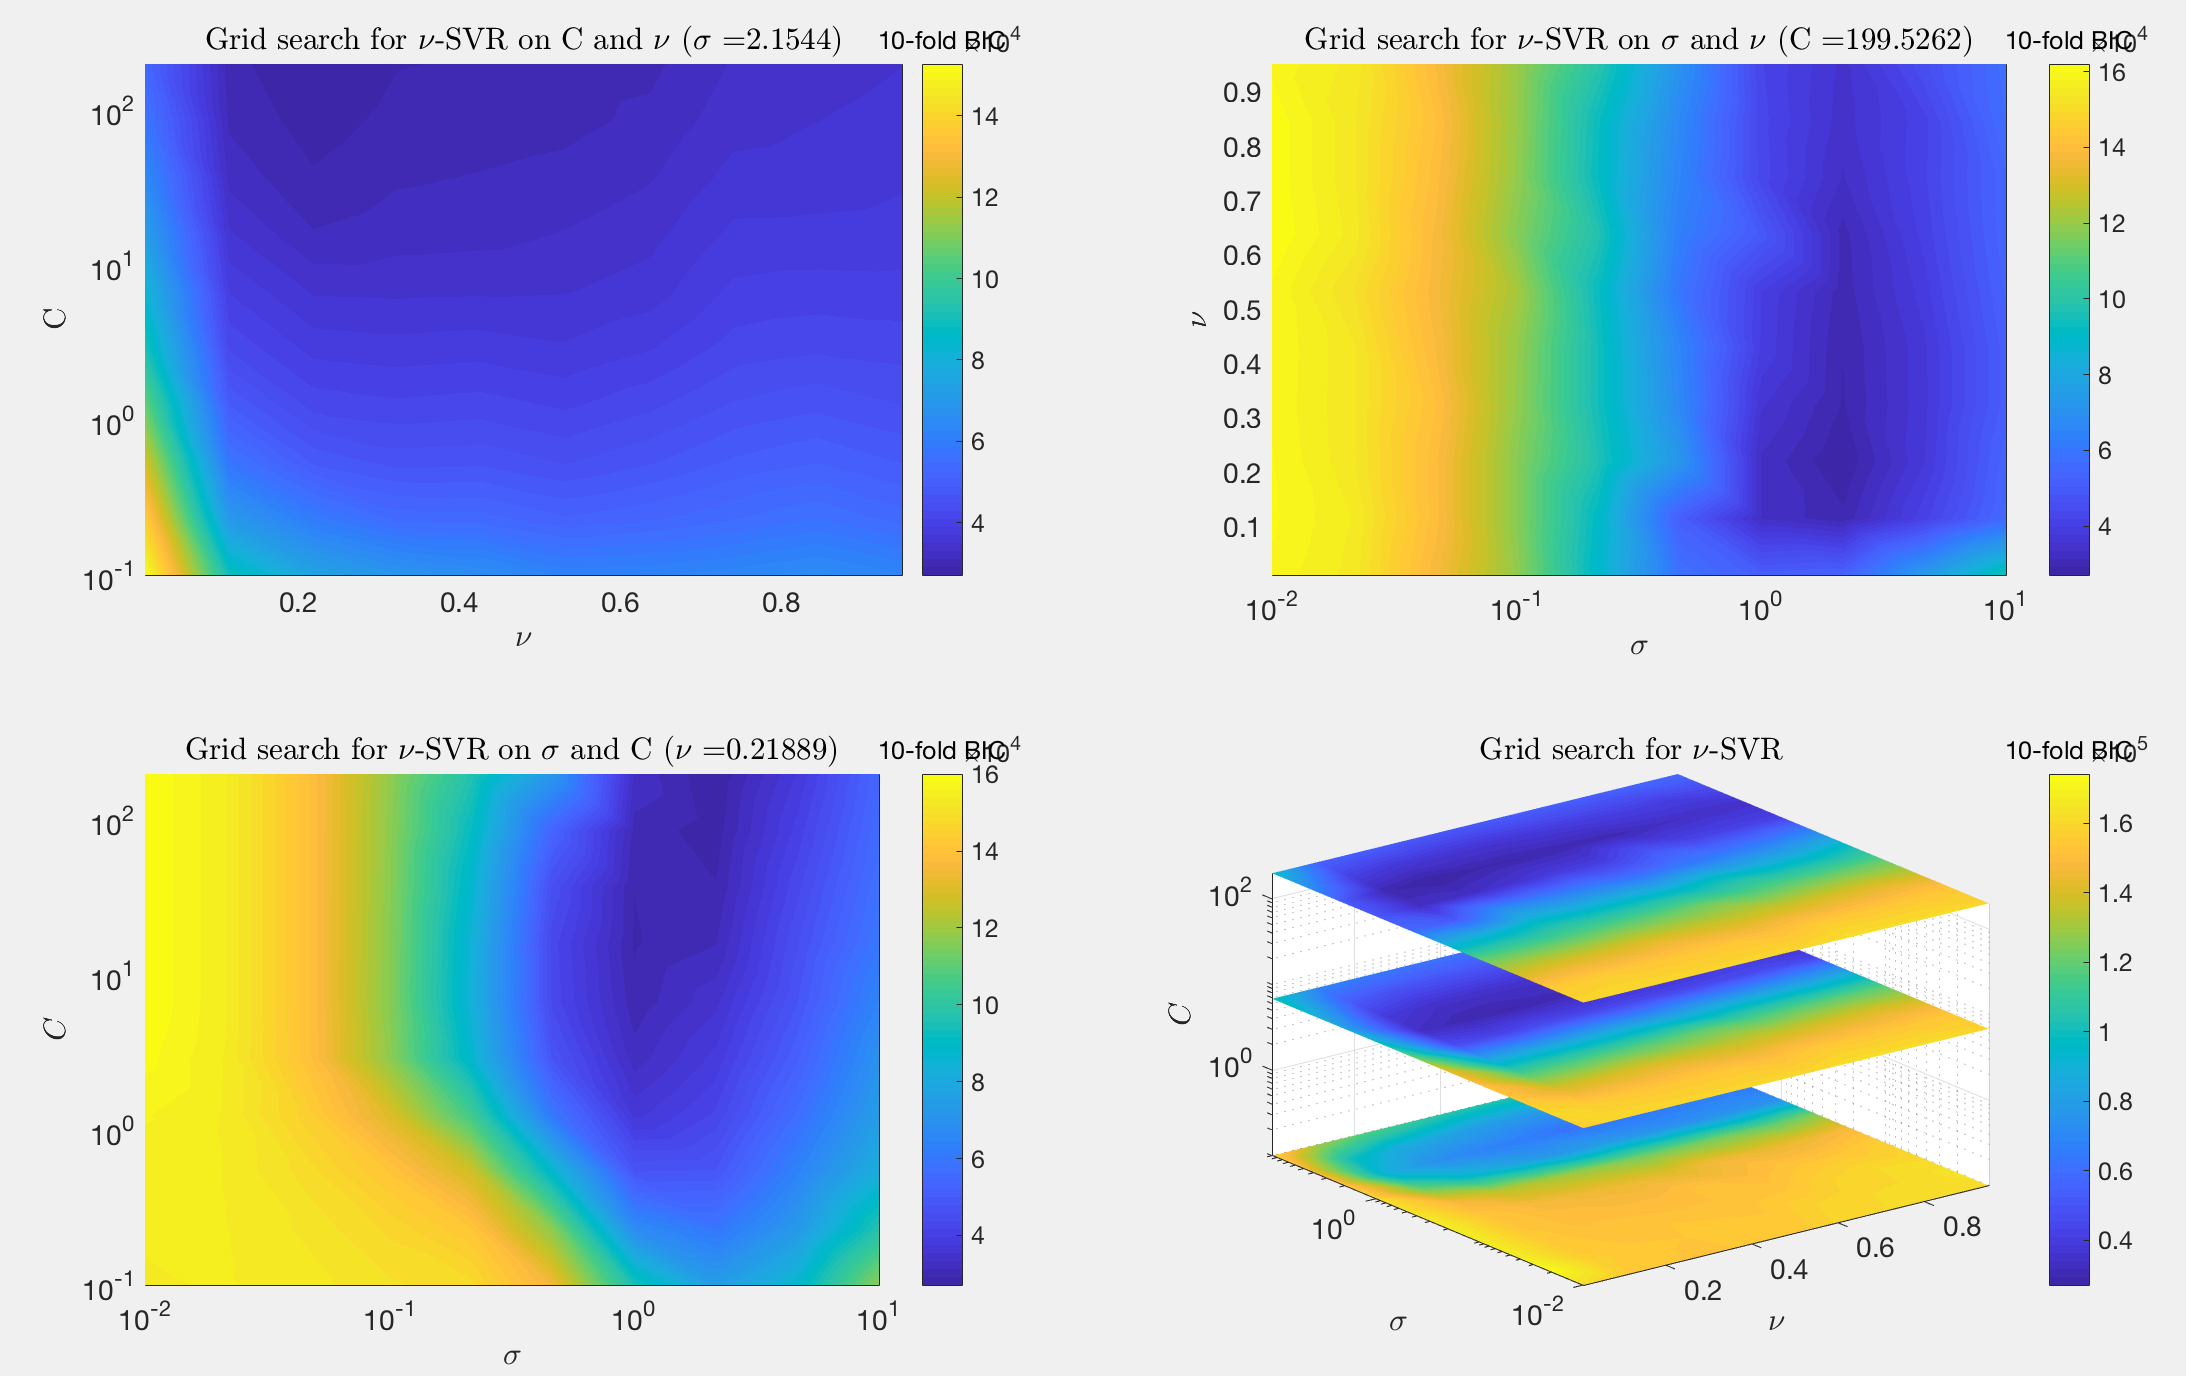 Grid search for ν-SVR on C and ν (σ =2.1544)
10-fold BIC
×10^4
C
10^2
10^1
10^0
10^-1
0.2 0.4 0.6 0.8
ν
14
12
10
8
6
4
Grid search for ν-SVR on σ and ν (C =199.5262)
10-fold BIC
×10^4
ν
0.9
0.8
0.7
0.6
0.5
0.4
0.3
0.2
0.1
10^-2 10^-1 10^0 10^1
σ
16
14
12
10
8
6
4
Grid search for ν-SVR on σ and C (ν =0.21889)
10-fold BIC
×10^4
C
10^2
10^1
10^0
10^-1
10^-2 10^-1 10^0 10^1
σ
16
14
12
10
8
6
4
Grid search for ν-SVR
10-fold BIC
×10^5
C
10^2
10^0
10^0
10^-2
σ
0.2
0.4
0.6
0.8
ν
1.6
1.4
1.2
1
0.8
0.6
0.4